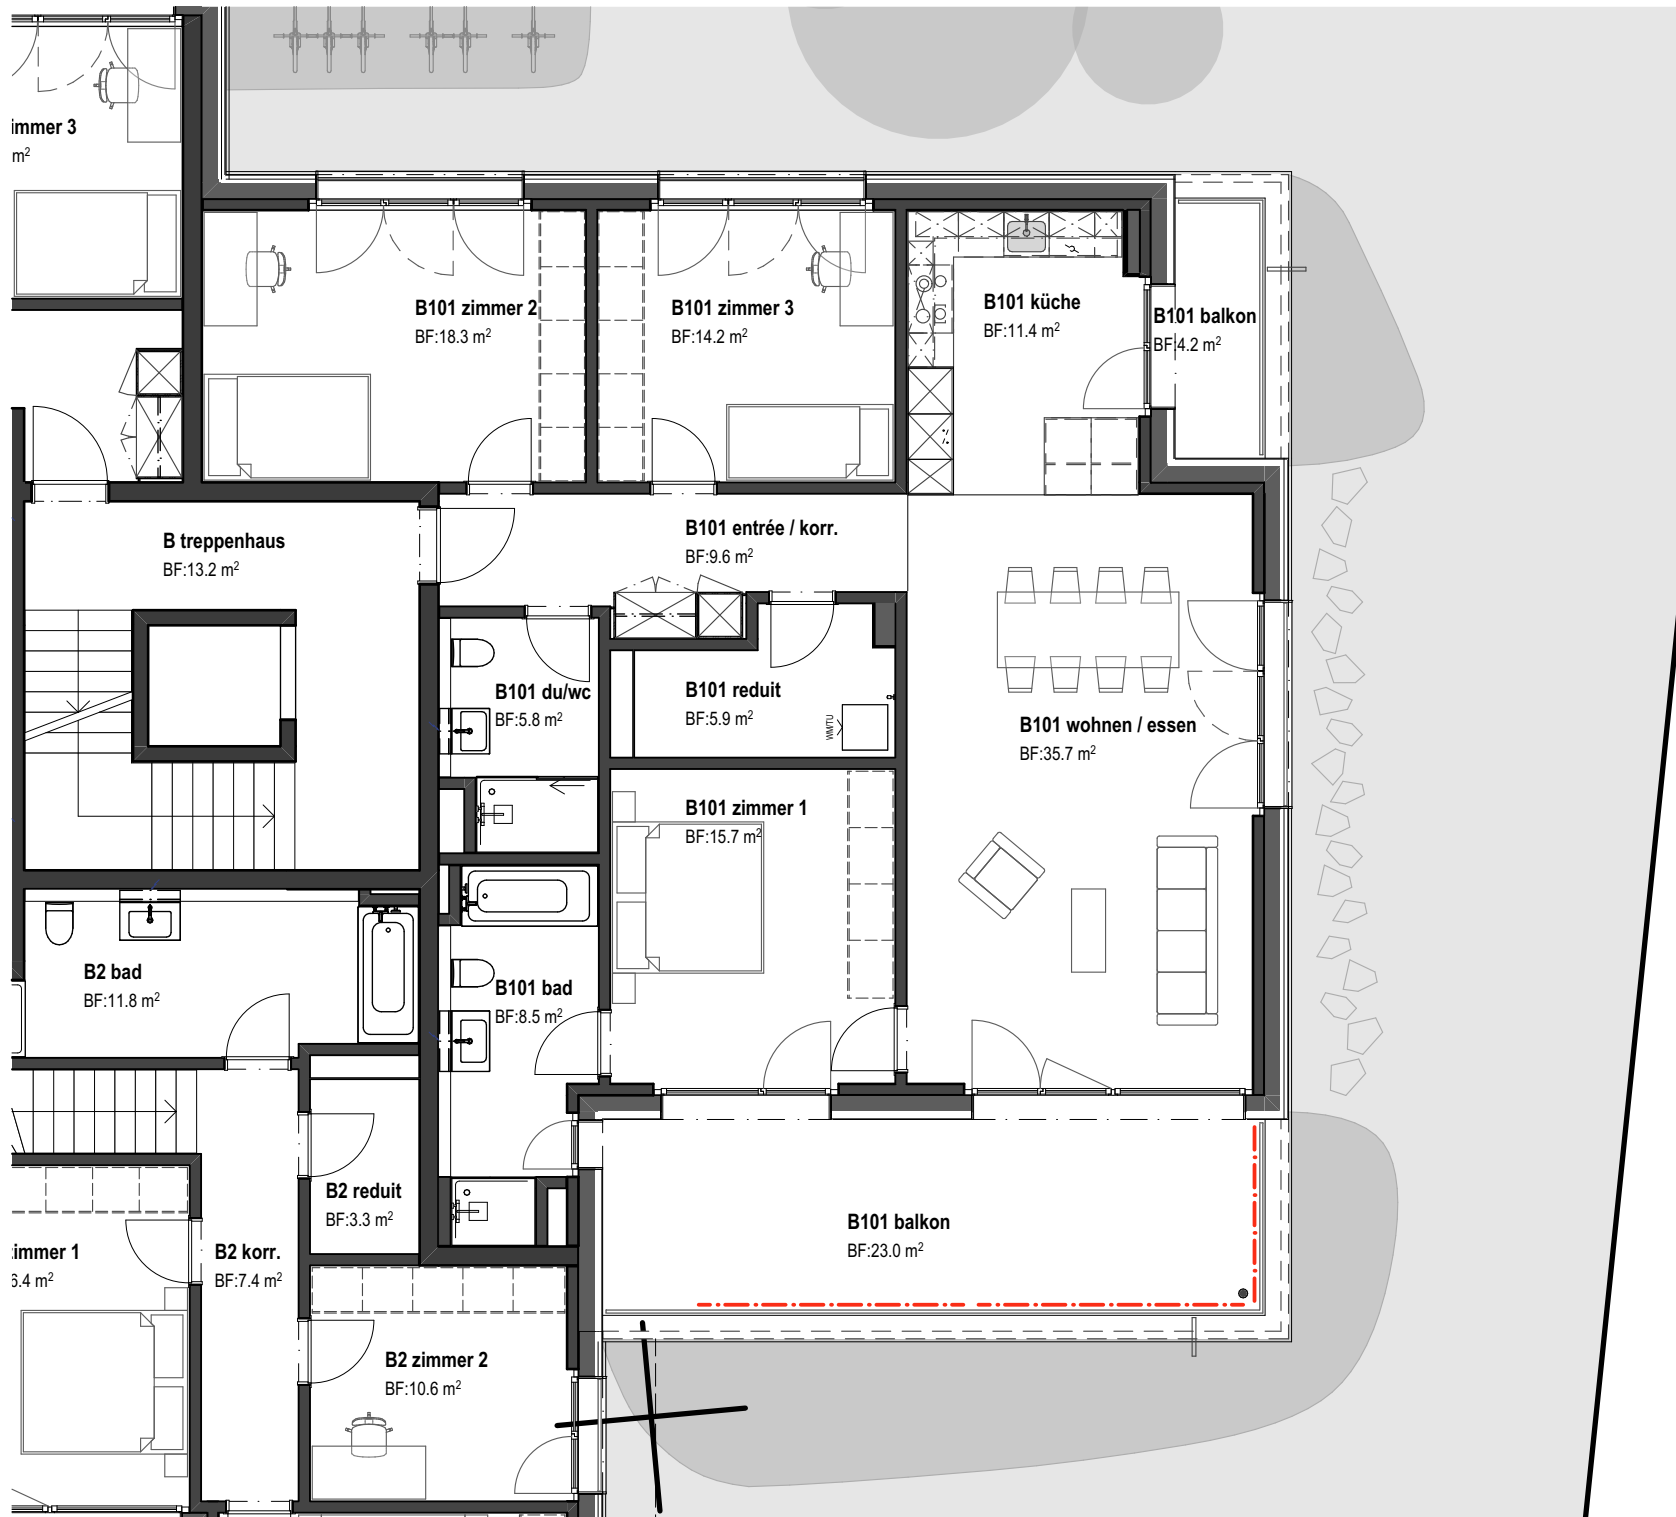 immer 3
m²
B101 zimmer 2
BF:18.3 m²
B101 zimmer 3
BF:14.2 m²
B101 küche
BF:11.4 m²
B101 balkon
BF:4.2 m²
B treppenhaus
BF:13.2 m²
B101 entrée / korr.
BF:9.6 m²
B101 du/wc
BF:5.8 m²
B101 reduit
BF:5.9 m²
WM/TU
B101 wohnen / essen
BF:35.7 m²
B101 zimmer 1
BF:15.7 m²
B2 bad
BF:11.8 m²
B101 bad
BF:8.5 m²
B2 reduit
BF:3.3 m²
B101 balkon
BF:23.0 m²
zimmer 1
6.4 m²
B2 korr.
BF:7.4 m²
B2 zimmer 2
BF:10.6 m²